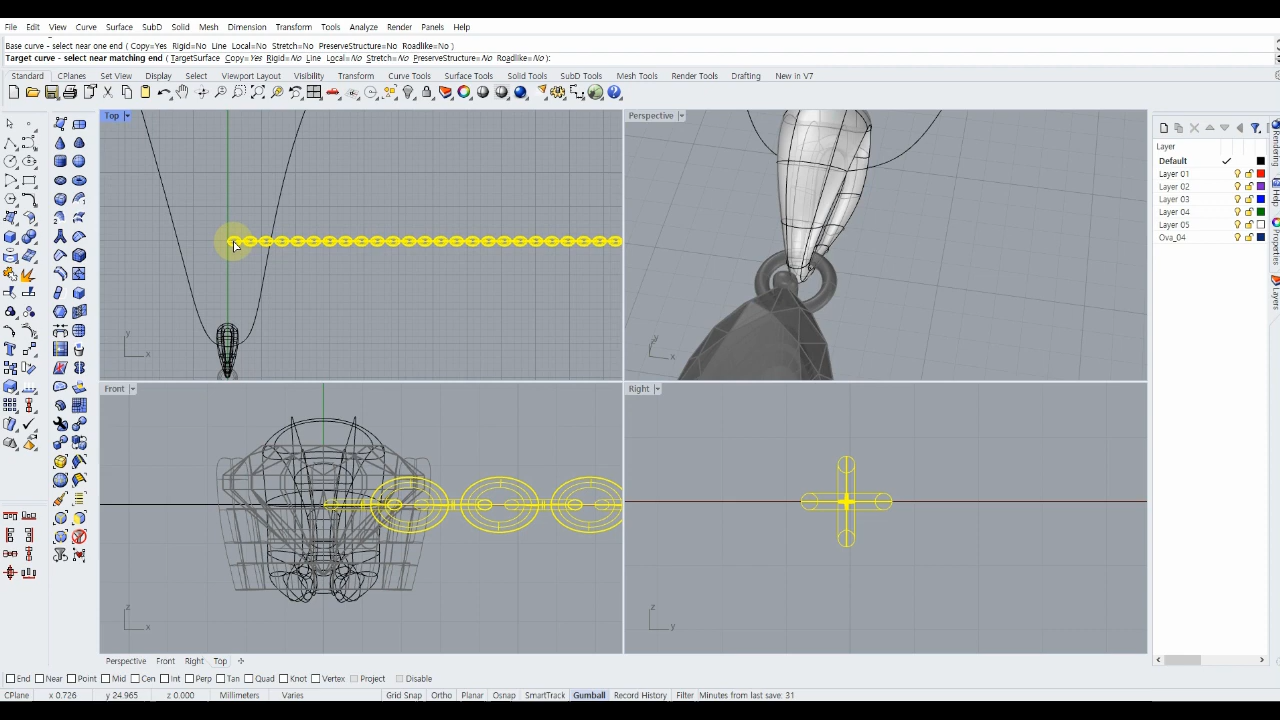 File Edit View Curve Surface SubD Solid Mesh Dimension Transform Tools Analyze Render Panels Help
Base curve - select near one end ( Copy=Yes Rigid=No Line Local=No Stretch=No PreserveStructure=No Roadlike=No )
Target curve - select near matching end ( TargetSurface Copy=Yes Rigid=No Line Local=No Stretch=No PreserveStructure=No Roadlike=No ):
Standard CPlanes Set View Display Select Viewport Layout Visibility Transform Curve Tools Surface Tools Solid Tools SubD Tools Mesh Tools Render Tools Drafting New in V7
Top
Perspective
Layer
Default
Layer 01
Layer 02
Layer 03
Layer 04
Layer 05
Ova_04
Rendering
Help
Properties
Layers
y
x
x
Front
Right
z
x
z
y
Perspective Front Right Top
End Near Point Mid Cen Int Perp Tan Quad Knot Vertex Project Disable
CPlane x 0.726 y 24.965 z 0.000 Millimeters Varies Grid Snap Ortho Planar Osnap SmartTrack Gumball Record History Filter Minutes from last save: 31